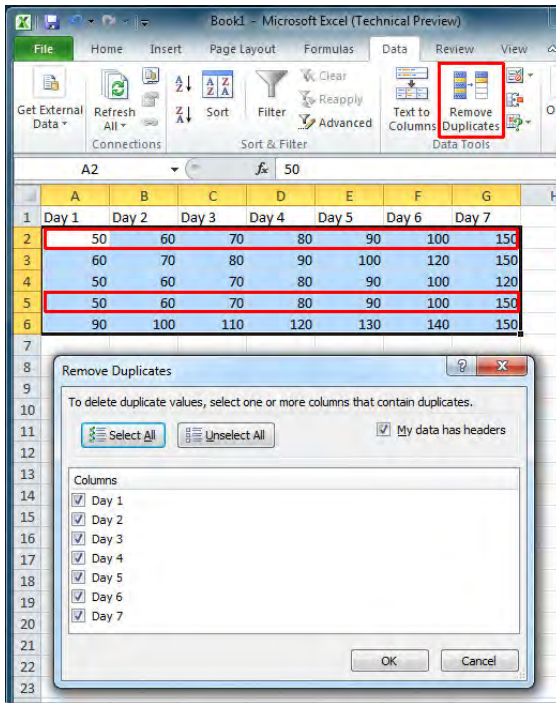 Book1 - Microsoft Excel (Technical Preview)
File Home Insert Page Layout Formulas Data Review View
Get External Data
Refresh All
Connections
Sort
Filter
Clear
Reapply
Advanced
Sort & Filter
Text to Columns
Remove Duplicates
Data Tools
A2 fx 50
A B C D E F G
1 Day 1 Day 2 Day 3 Day 4 Day 5 Day 6 Day 7
2 50 60 70 80 90 100 150
3 60 70 80 90 100 120 150
4 50 60 70 80 90 100 120
5 50 60 70 80 90 100 150
6 90 100 110 120 130 140 150
7
8
9
10
11
12
13
14
15
16
17
18
19
20
21
22
23
Remove Duplicates
To delete duplicate values, select one or more columns that contain duplicates.
Select All Unselect All My data has headers
Columns
Day 1
Day 2
Day 3
Day 4
Day 5
Day 6
Day 7
OK Cancel